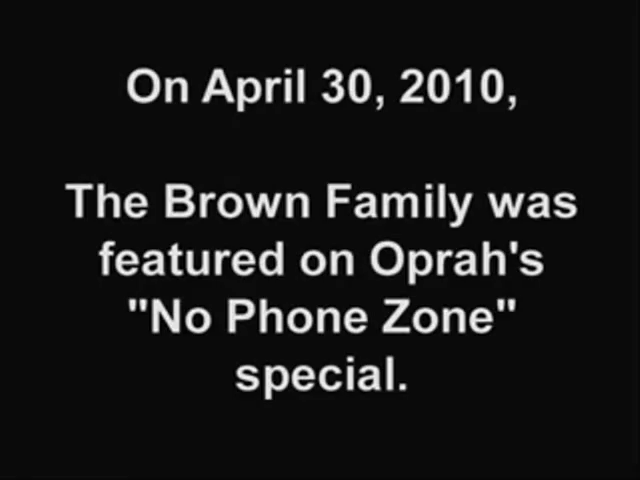 On April 30, 2010,
The Brown Family was
featured on Oprah's
"No Phone Zone"
special.